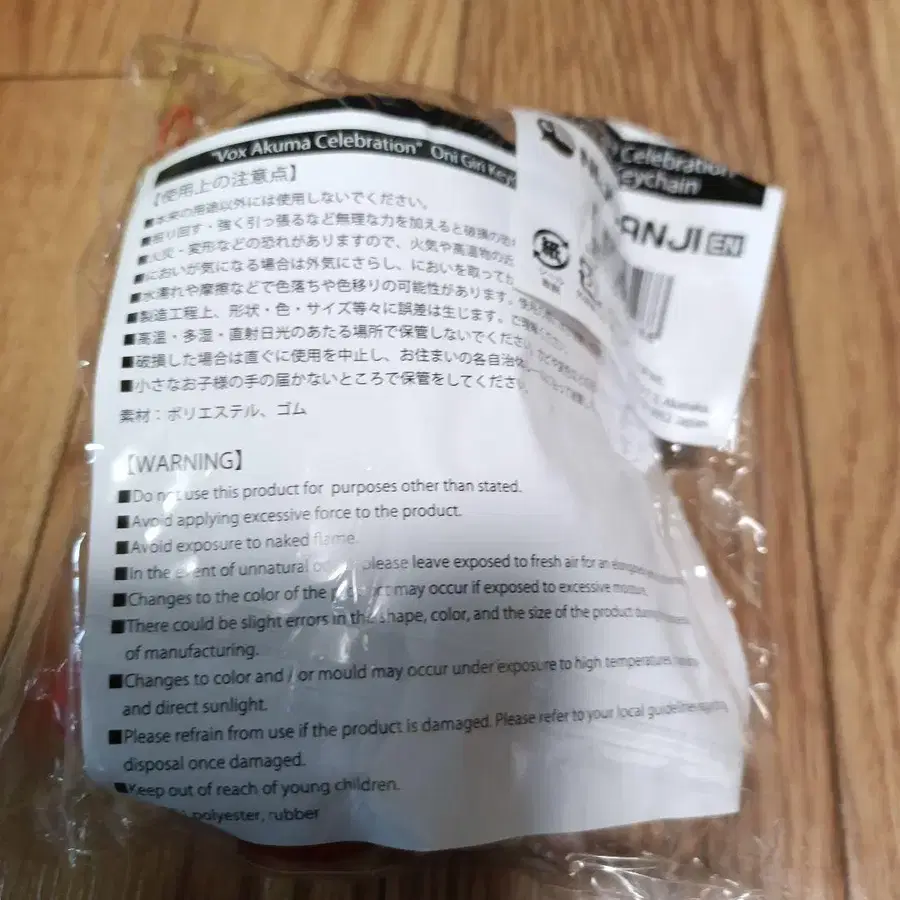 "Vox Akuma Celebration" Oni Giri
Celebration
Keychain
ANJI EN
紙
【使用上の注意点】
■本来の用途以外には使用しないでください。
■振り回す・強く引っ張るなど無理な力を加えると破損の
■火災・変形などの恐れがありますので、火気や高温物の近
■においが気になる場合は外気にさらし、においを取ってか
■水濡れや摩擦などで色落ちや色移りの可能性があります。
■製造工程上、形状・色・サイズ等々に誤差は生じます。
■高温・多湿・直射日光のあたる場所で保管しないでください
■破損した場合は直ぐに使用を中止し、お住まいの各自治体
■小さなお子様の手の届かないところで保管をしてください
素材：ポリエステル、ゴム
【WARNING】
■Do not use this product for purposes other than stated.
■Avoid applying excessive force to the product.
■Avoid exposure to naked flame.
■In the event of unnatural please leave exposed to fresh air for an
■Changes to the color of the may occur if exposed to excessive moisture.
■There could be slight errors in the shape, color, and the size of the product
of manufacturing.
■Changes to color and / or mould may occur under exposure to high temperatures
and direct sunlight.
■Please refrain from use if the product is damaged. Please refer to your local guidelines regarding
disposal once damaged.
■Keep out of reach of young children.
polyester, rubber